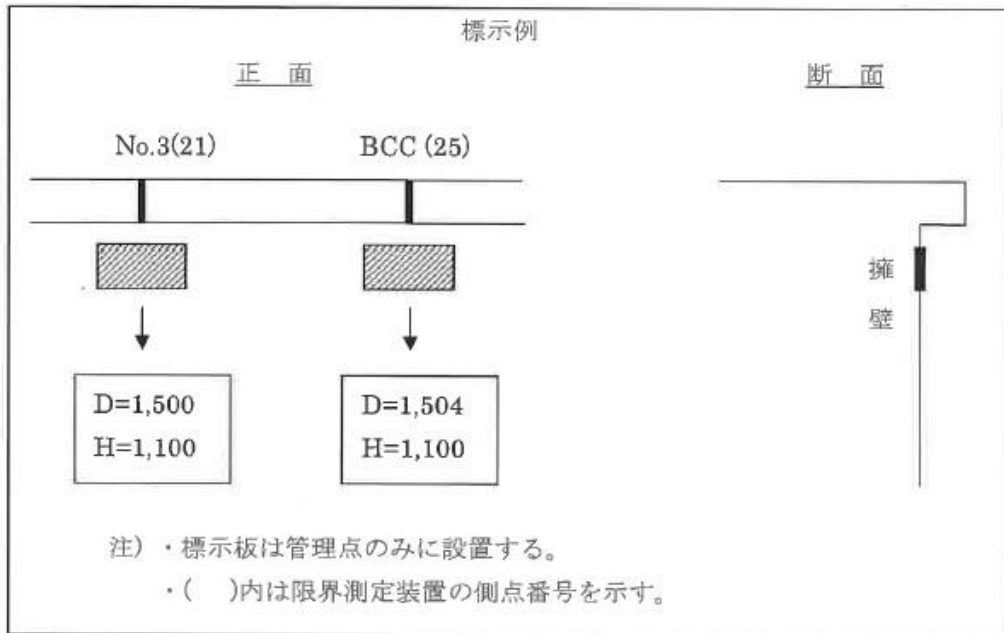 標示例
正 面
断 面
No.3(21)
BCC (25)
擁
壁
D=1,500
H=1,100
D=1,504
H=1,100
注) ・標示板は管理点のみに設置する。
・( )内は限界測定装置の側点番号を示す。